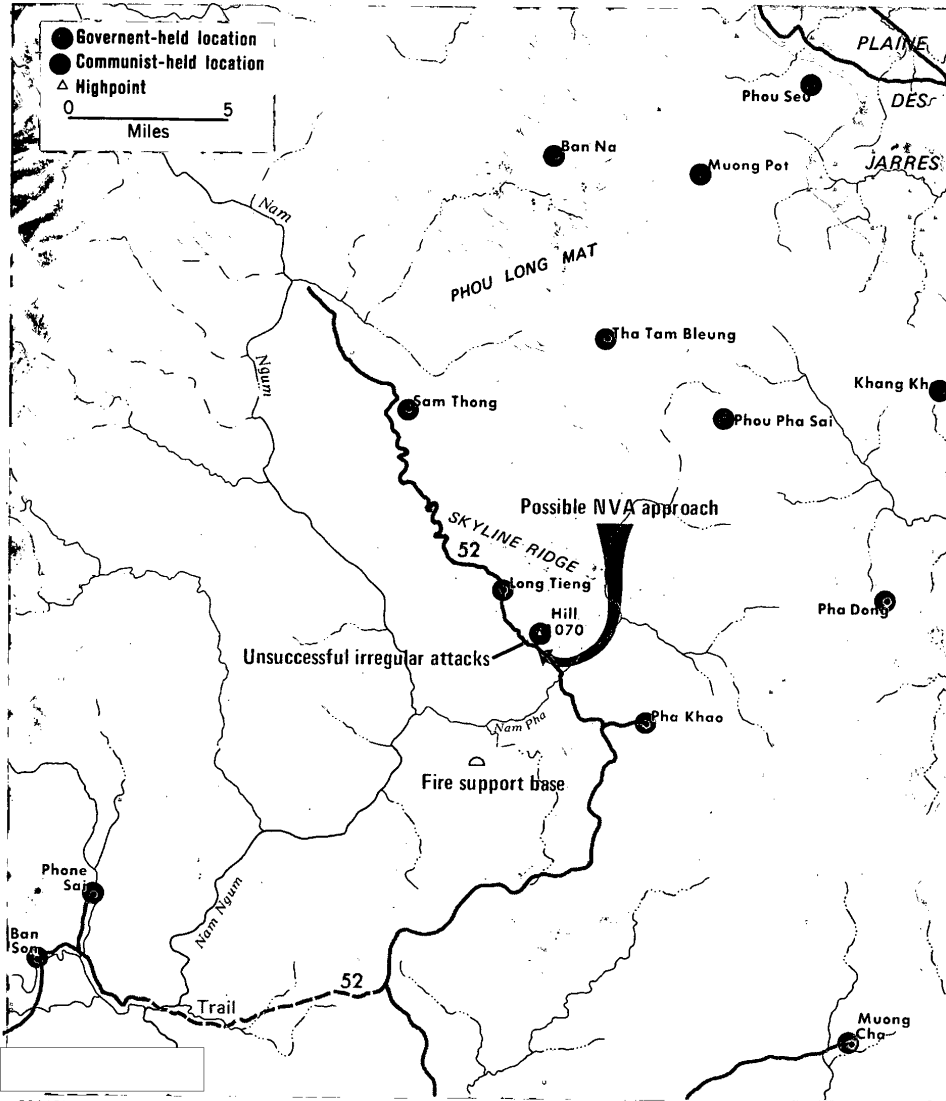 Governent-held location
Communist-held location
Highpoint
0 5
Miles
PLAINE
DES
JARRES
Phou Seu
Ban Na
Muong Pot
Nam
PHOU LONG MAT
Tha Tam Bleung
Ngum
Khang Kh
Sam Thong
Phou Pha Sai
Possible NVA approach
SKYLINE RIDGE
52
Long Tieng
Pha Dong
Hill
1070
Unsuccessful irregular attacks
Pha Khao
Nam Pha
Fire support base
Phone
Sai
Nam Ngum
Ban
Son
52
Trail
Muong
Cha